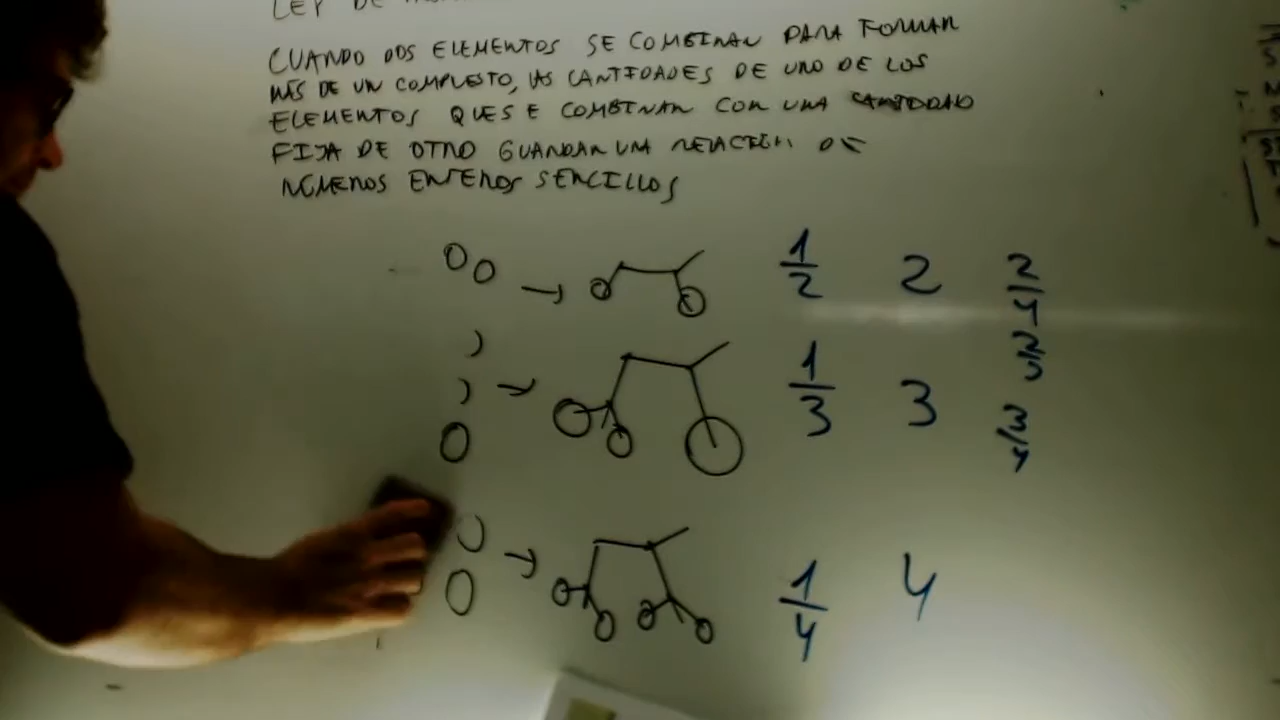 LEY DE
CUANDO DOS ELEMENTOS SE COMBINAN PARA FORMAR
MÁS DE UN COMPUESTO, LAS CANTIDADES DE UNO DE LOS
ELEMENTOS QUE SE COMBINAN CON UNA CANTIDAD
FIJA DE OTRO GUARDAN UNA RELACIÓN DE
NÚMEROS ENTEROS SENCILLOS
1/2 2 2/4
1/3 3 2/3
3/4
1/4 4